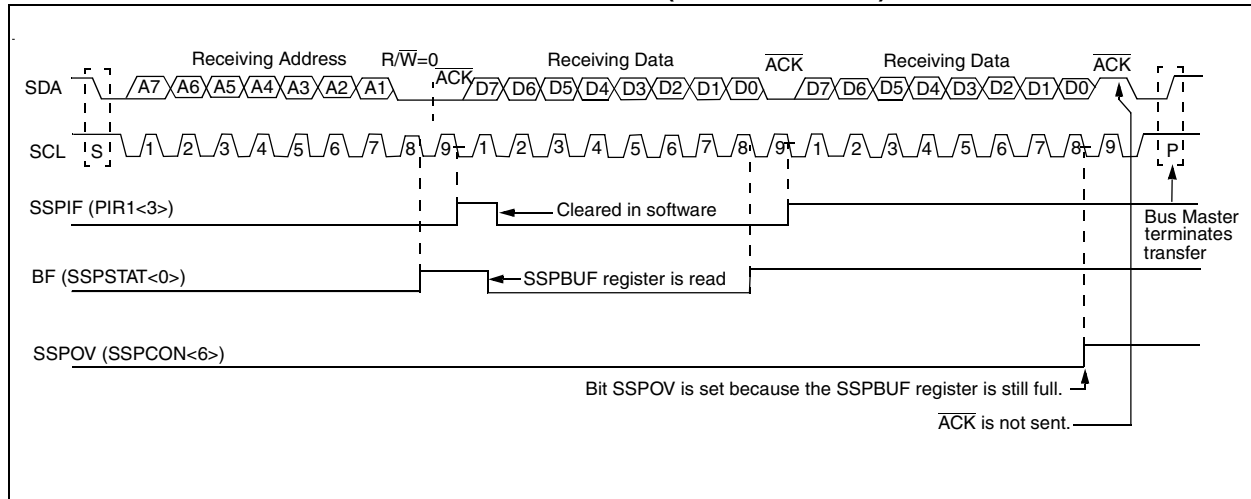 Receiving Address R/W̅=0 Receiving Data A̅C̅K̅ Receiving Data A̅C̅K̅
A̅C̅K̅
SDA A7 A6 A5 A4 A3 A2 A1 D7 D6 D5 D4 D3 D2 D1 D0 D7 D6 D5 D4 D3 D2 D1 D0
SCL S 1 2 3 4 5 6 7 8 9 1 2 3 4 5 6 7 8 9 1 2 3 4 5 6 7 8 9 P
SSPIF (PIR1<3>) Cleared in software
Bus Master
terminates
transfer
BF (SSPSTAT<0>) SSPBUF register is read
SSPOV (SSPCON<6>)
Bit SSPOV is set because the SSPBUF register is still full.
A̅C̅K̅ is not sent.